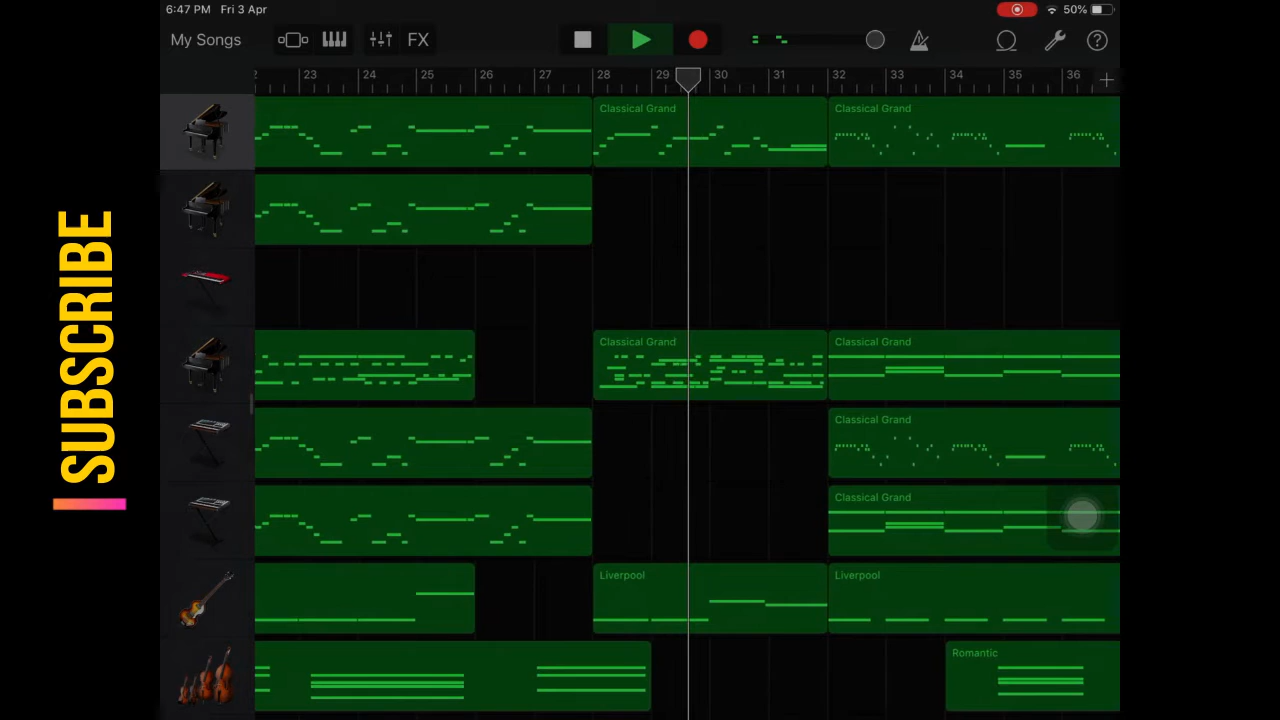 6:47 PM Fri 3 Apr
50%
My Songs
FX
2 23 24 25 26 27 28 29 30 31 32 33 34 35 36
SUBSCRIBE
Classical Grand
Classical Grand
Classical Grand
Classical Grand
Classical Grand
Classical Grand
Liverpool
Liverpool
Romantic